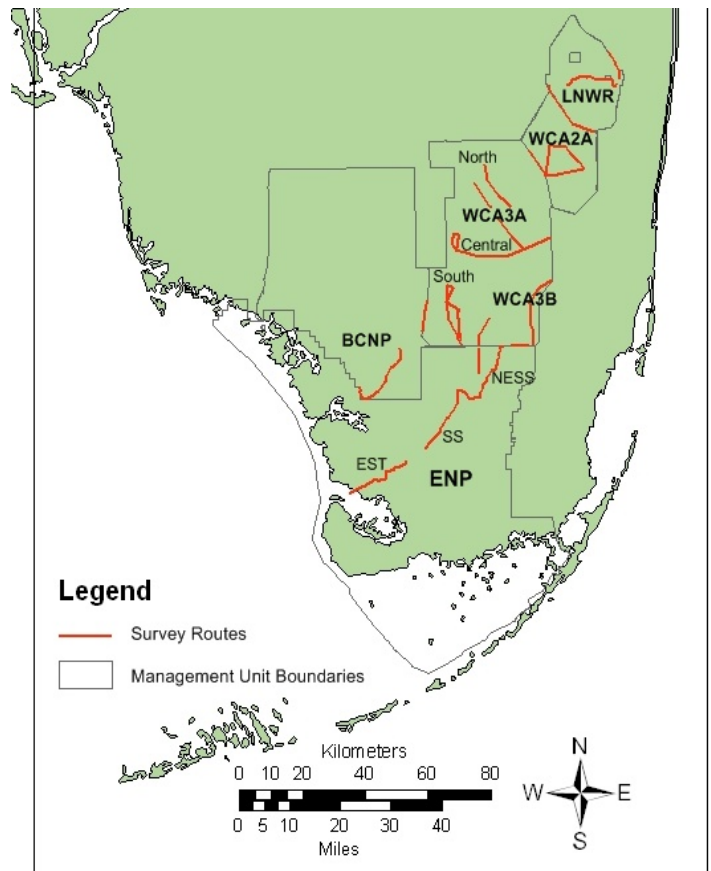 LNWR
WCA2A
North
WCA3A
Central
South
WCA3B
BCNP
NESS
SS
EST
ENP
Legend
Survey Routes
Management Unit Boundaries
Kilometers
0 10 20 40 60 80
0 5 10 20 30 40
Miles
N
W E
S